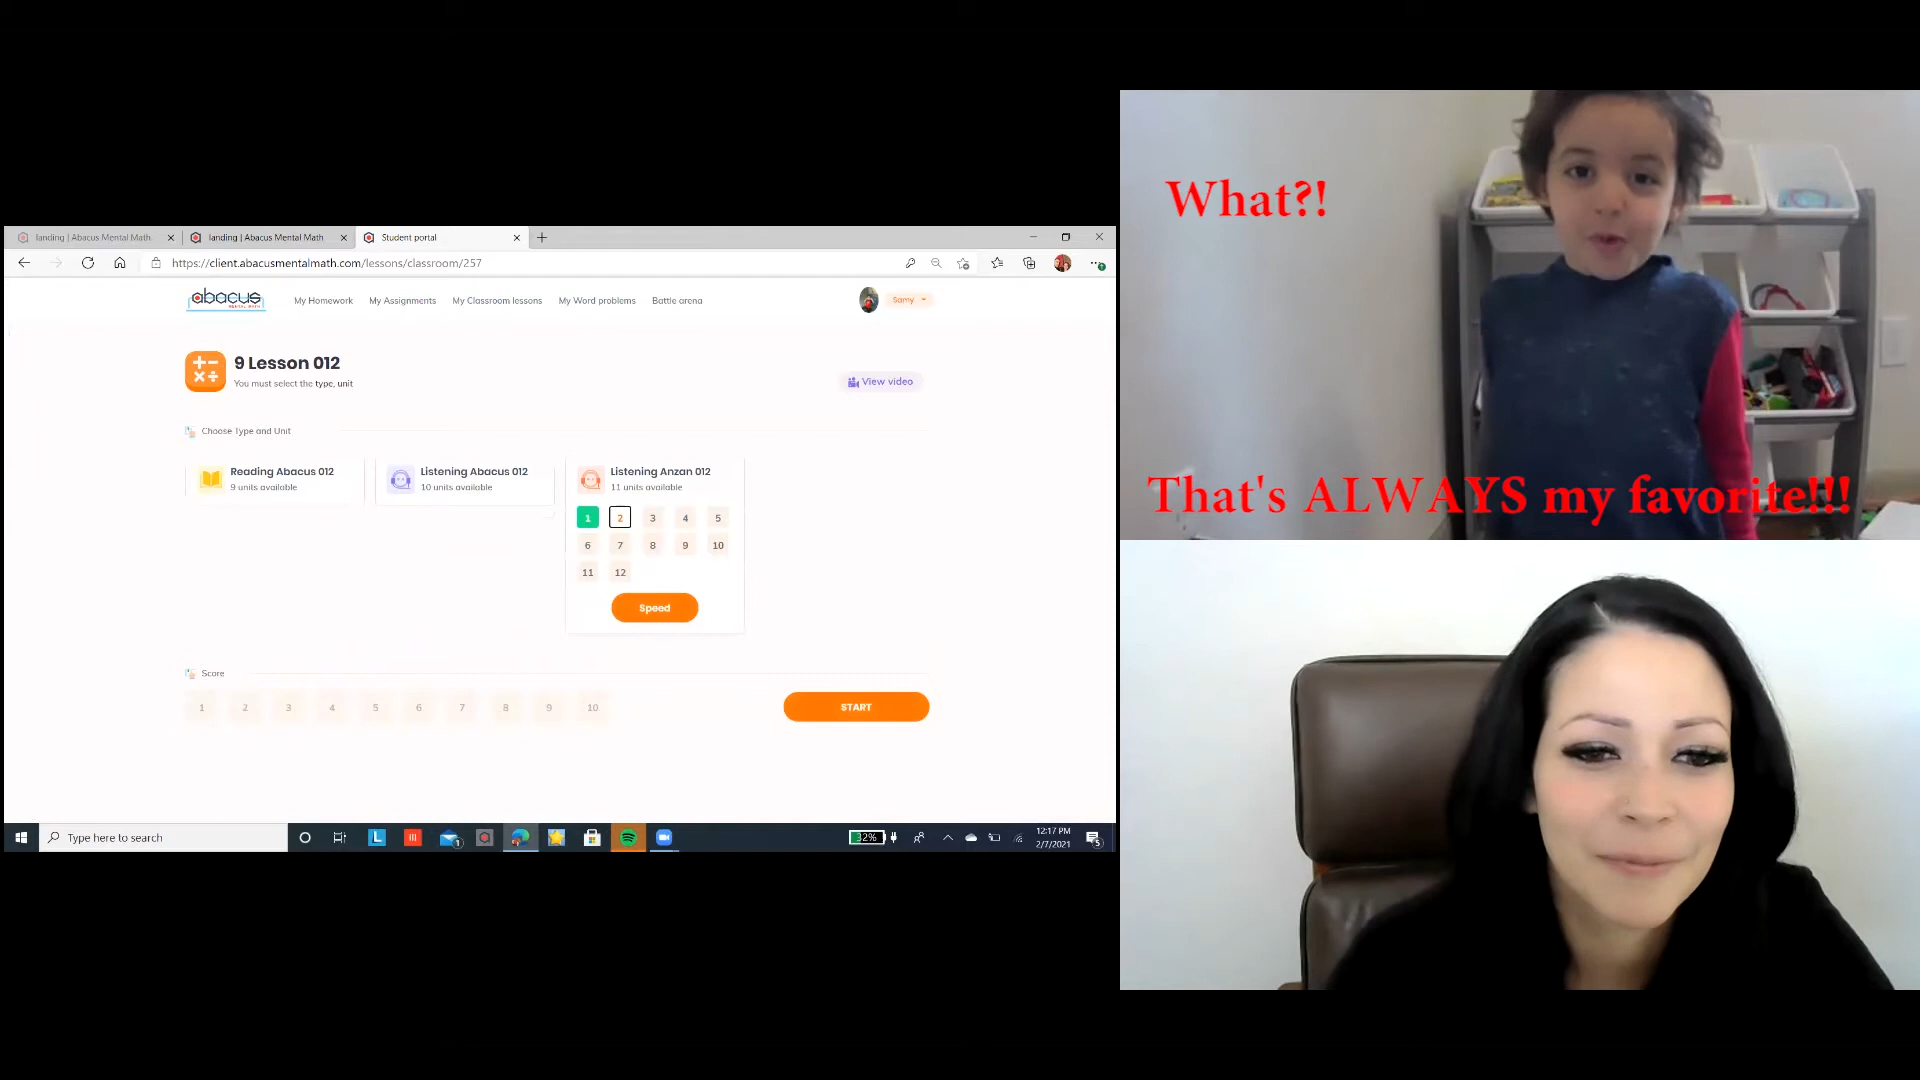 landing | Abacus Mental Math
landing | Abacus Mental Math
Student portal
https://client.abacusmentalmath.com/lessons/classroom/257
abacus
MENTAL MATH
My Homework
My Assignments
My Classroom lessons
My Word problems
Battle arena
Samy
9 Lesson 012
You must select the type, unit
View video
Choose Type and Unit
Reading Abacus 012
9 units available
Listening Abacus 012
10 units available
Listening Anzan 012
11 units available
1 2 3 4 5
6 7 8 9 10
11 12
Speed
Score
1 2 3 4 5 6 7 8 9 10
START
Type here to search
L
1
32%
12:17 PM
2/7/2021
5
What?!
That's ALWAYS my favorite!!!